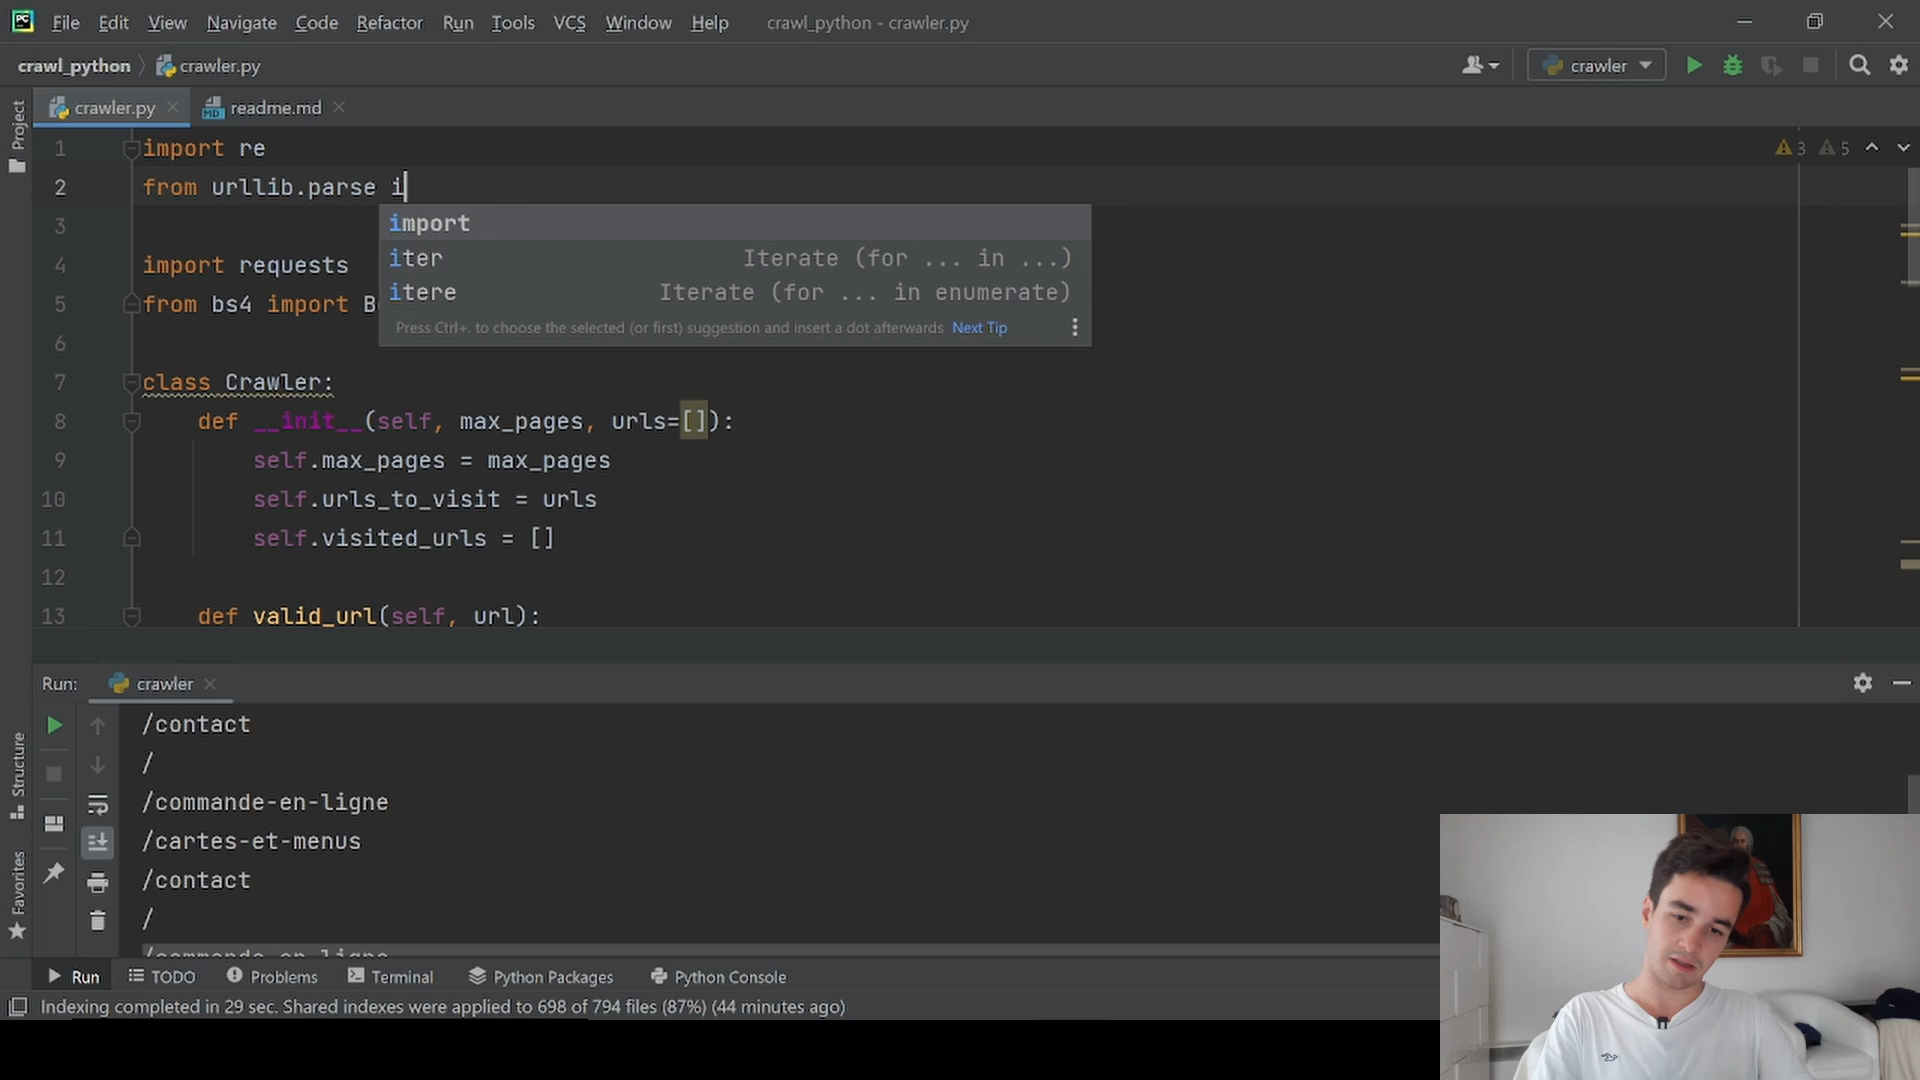 File Edit View Navigate Code Refactor Run Tools VCS Window Help crawl_python - crawler.py
crawl_python crawler.py crawler
crawler.py readme.md
Project
1 import re 3 5
2 from urllib.parse i
3
import
iter Iterate (for ... in ...)
4 import requests
itere Iterate (for ... in enumerate)
5 from bs4 import B
Press Ctrl+. to choose the selected (or first) suggestion and insert a dot afterwards Next Tip
6
7 class Crawler:
8 def __init__(self, max_pages, urls=[]):
9 self.max_pages = max_pages
10 self.urls_to_visit = urls
11 self.visited_urls = []
12
13 def valid_url(self, url):
Run: crawler
/contact
/
Structure
/commande-en-ligne
/cartes-et-menus
/contact
Favorites
/
/commande-en-ligne
Run TODO Problems Terminal Python Packages Python Console
Indexing completed in 29 sec. Shared indexes were applied to 698 of 794 files (87%) (44 minutes ago)